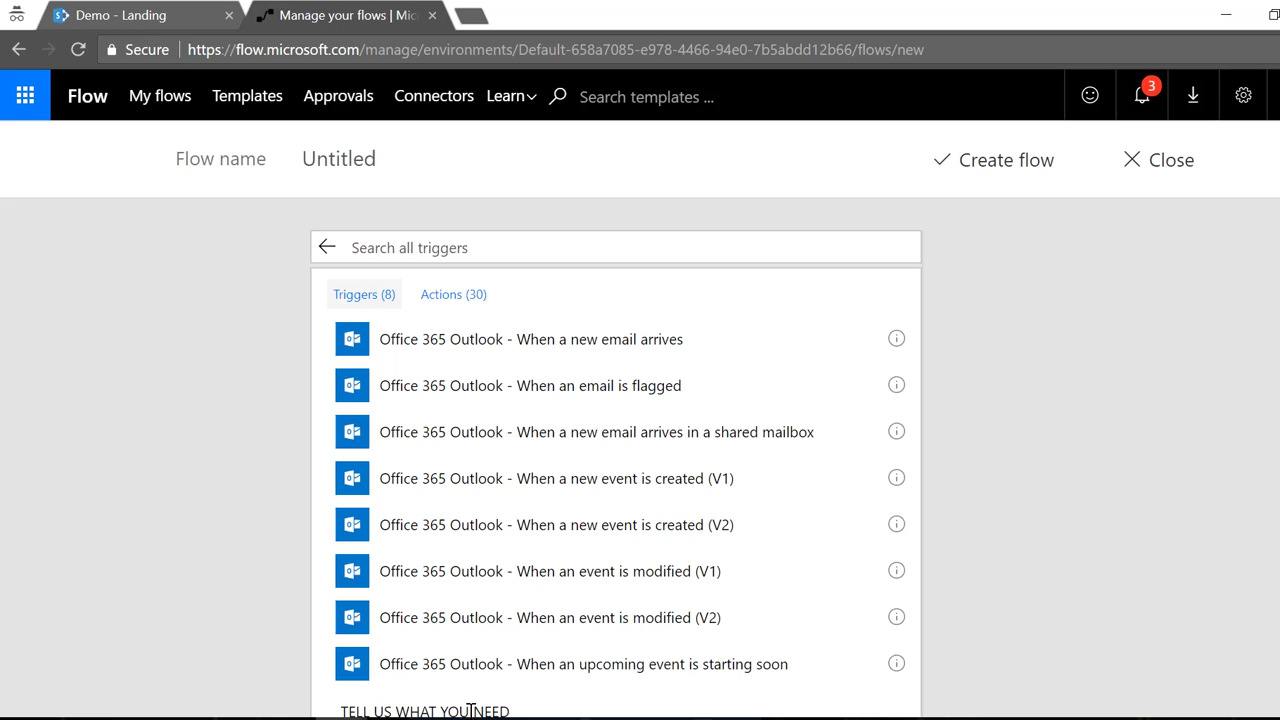 Demo - Landing
Manage your flows | Mic
Secure https://flow.microsoft.com/manage/environments/Default-658a7085-e978-4466-94e0-7b5abdd12b66/flows/new
Flow My flows Templates Approvals Connectors Learn Search templates ... 3
Flow name Untitled Create flow Close
Search all triggers
Triggers (8) Actions (30)
Office 365 Outlook - When a new email arrives
Office 365 Outlook - When an email is flagged
Office 365 Outlook - When a new email arrives in a shared mailbox
Office 365 Outlook - When a new event is created (V1)
Office 365 Outlook - When a new event is created (V2)
Office 365 Outlook - When an event is modified (V1)
Office 365 Outlook - When an event is modified (V2)
Office 365 Outlook - When an upcoming event is starting soon
TELL US WHAT YOU NEED